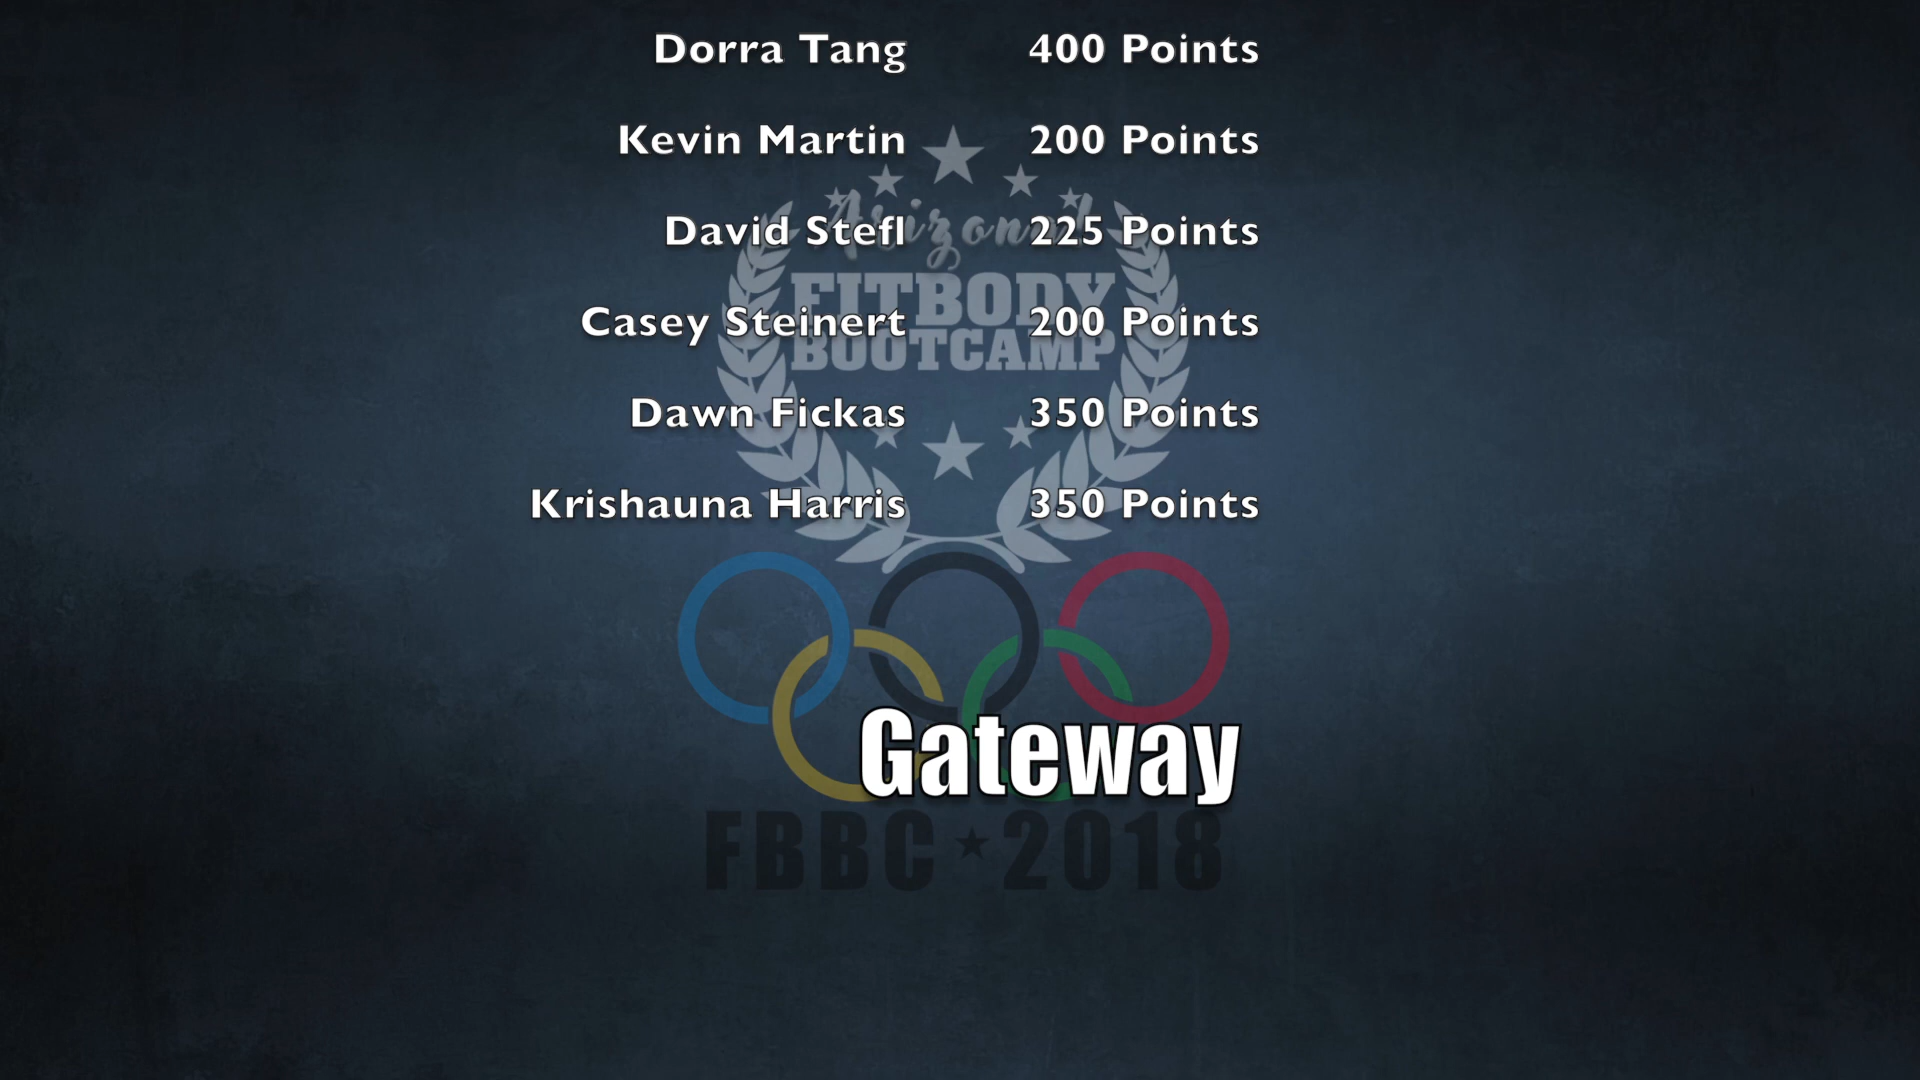 Dorra Tang 400 Points
Kevin Martin 200 Points
David Stefl 225 Points
Casey Steinert 200 Points
Dawn Fickas 350 Points
Krishauna Harris 350 Points
Arizona
FITBODY
BOOTCAMP
Gateway
FBBC★2018